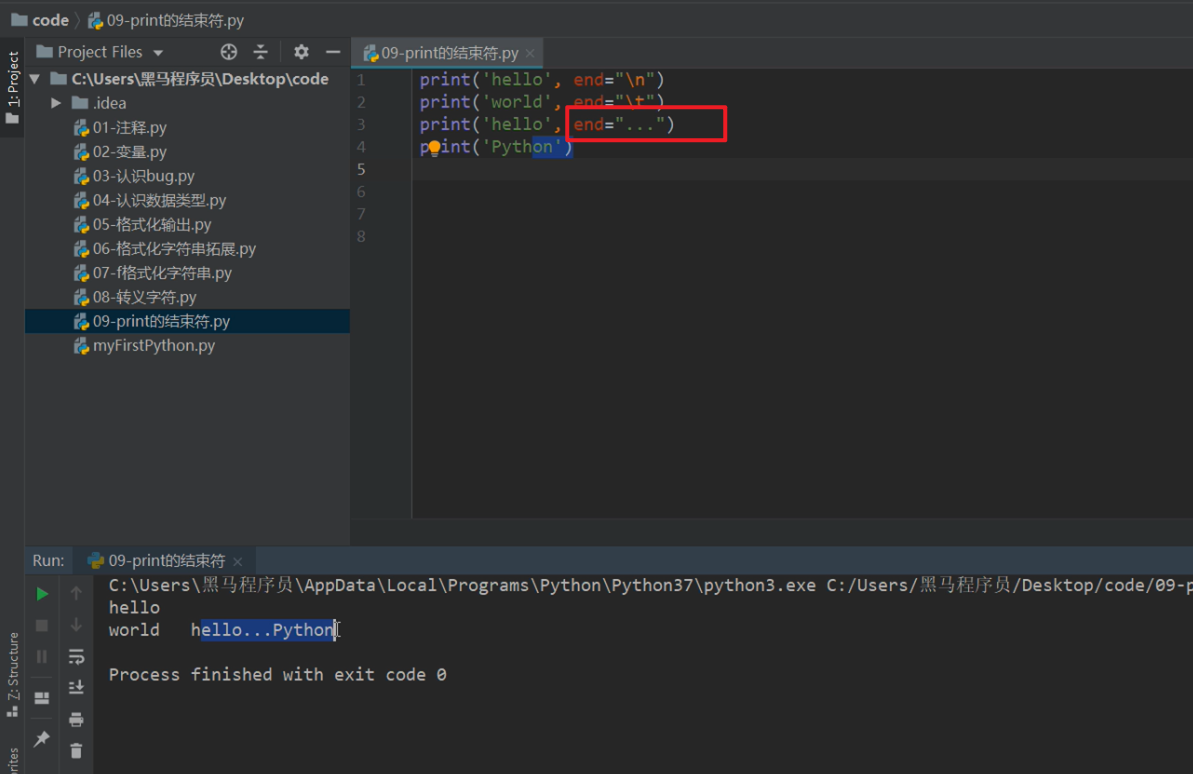 code 09-print的结束符.py
Project Files
09-print的结束符.py
1: Project
C:\Users\黑马程序员\Desktop\code
.idea
01-注释.py
02-变量.py
03-认识bug.py
04-认识数据类型.py
05-格式化输出.py
06-格式化字符串拓展.py
07-f格式化字符串.py
08-转义字符.py
09-print的结束符.py
myFirstPython.py
1 print('hello', end="\n")
2 print('world', end="\t")
3 print('hello', end="...")
4 print('Python')
5
6
7
8
Run: 09-print的结束符
C:\Users\黑马程序员\AppData\Local\Programs\Python\Python37\python3.exe C:/Users/黑马程序员/Desktop/code/09-p
hello
world hello...Python
Process finished with exit code 0
Z: Structure
rites